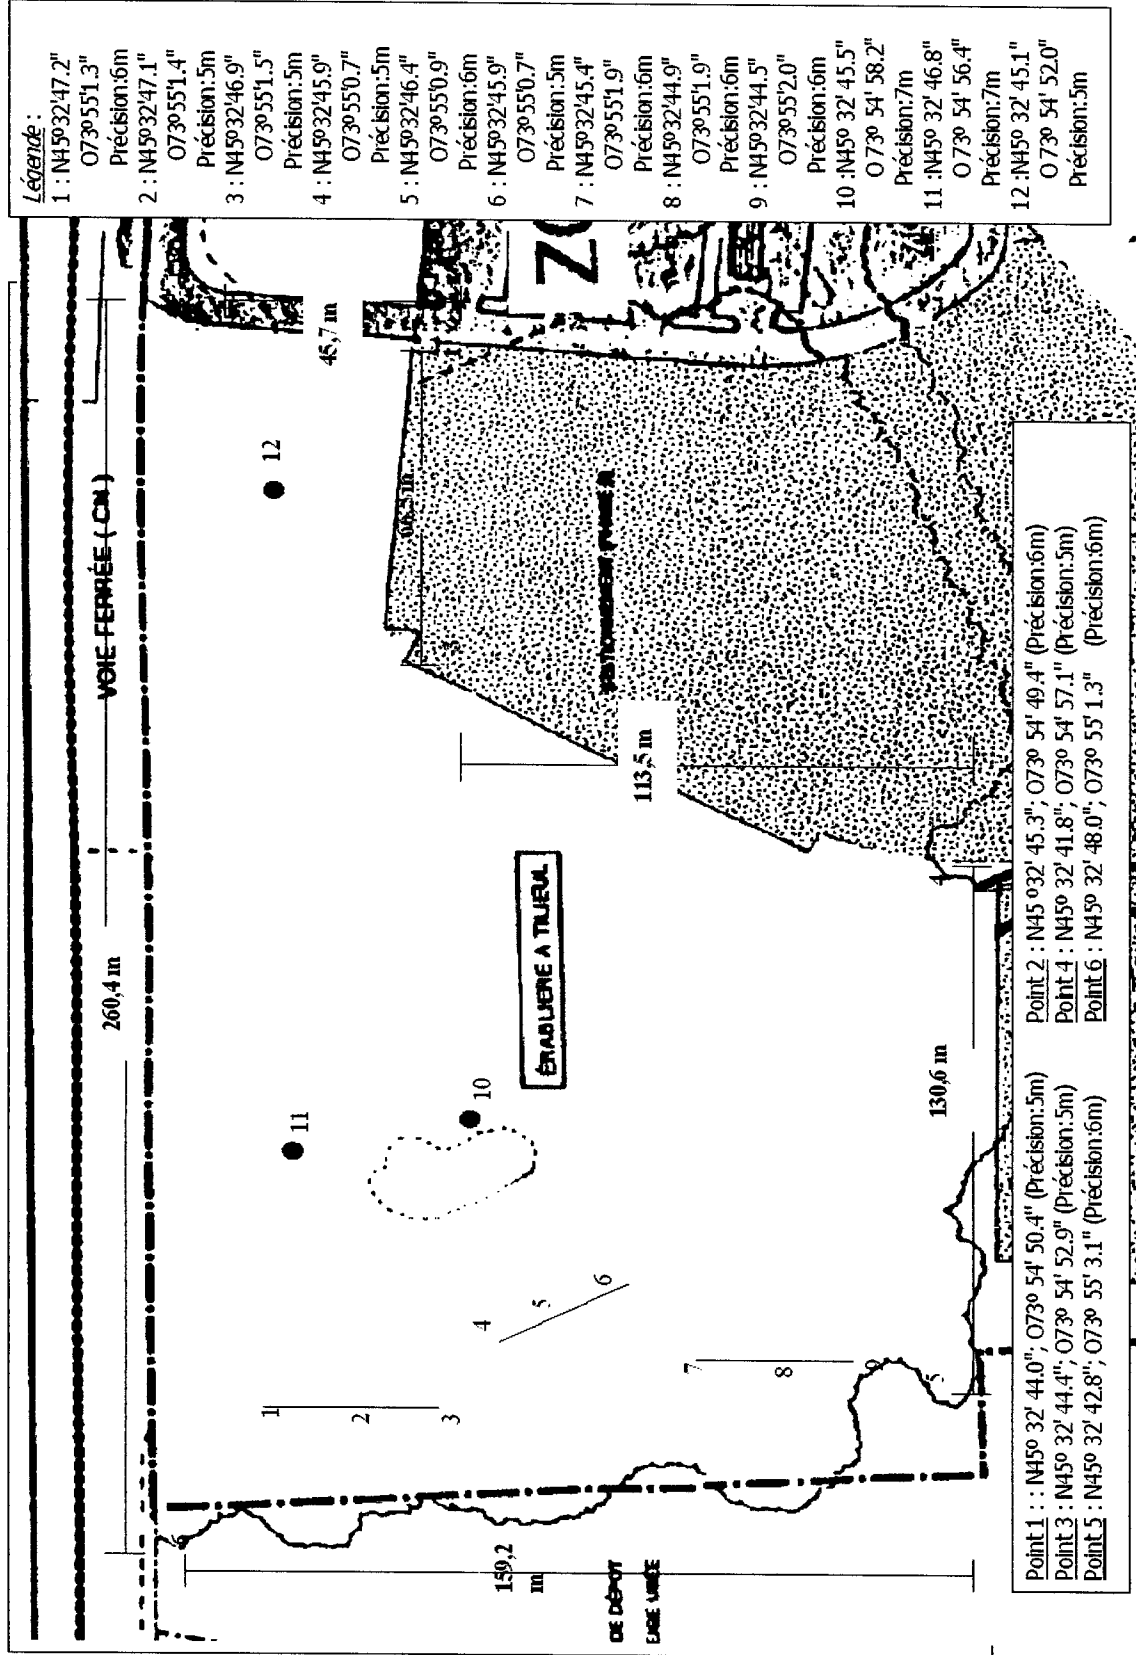 Légende :
1 : N45º32'47.2"
O73º55'1.3"
Précision:6m
2 : N45º32'47.1"
O73º55'1.4"
Précision:5m
3 : N45º32'46.9"
O73º55'1.5"
Précision:5m
4 : N45º32'45.9"
O73º55'0.7"
Précision:5m
5 : N45º32'46.4"
O73º55'0.9"
Précision:6m
6 : N45º32'45.9"
O73º55'0.7"
Précision:5m
7 : N45º32'45.4"
O73º55'1.9"
Précision:6m
8 : N45º32'44.9"
O73º55'1.9"
Précision:6m
9 : N45º32'44.5"
O73º55'2.0"
Précision:6m
10 :N45º 32' 45.5"
O 73º 54' 58.2"
Précision:7m
11 :N45º 32' 46.8"
O 73º 54' 56.4"
Précision:7m
12 :N45º 32' 45.1"
O 73º 54' 52.0"
Précision:5m
VOIE FERRÉE ( CN )
260,4 m
45,7 m
12
66,5 m
3
113,5 m
ÉRABLIERE A TILLEUL
11
10
4
5
6
7
8
9
1
2
3
4
5
6
130,6 m
159,2
m
DE DÉPOT
Point 1 : : N45º 32' 44.0"; O73º 54' 50.4" (Précision:5m)
Point 3 : N45º 32' 44.4"; O73º 54' 52.9" (Précision:5m)
Point 5 : N45º 32' 42.8"; O73º 55' 3.1" (Précision:6m)
Point 2 : N45 º32' 45.3"; O73º 54' 49.4" (Précision:6m)
Point 4 : N45º 32' 41.8"; O73º 54' 57.1" (Précision:5m)
Point 6 : N45º 32' 48.0"; O73º 55' 1.3" (Précision:6m)